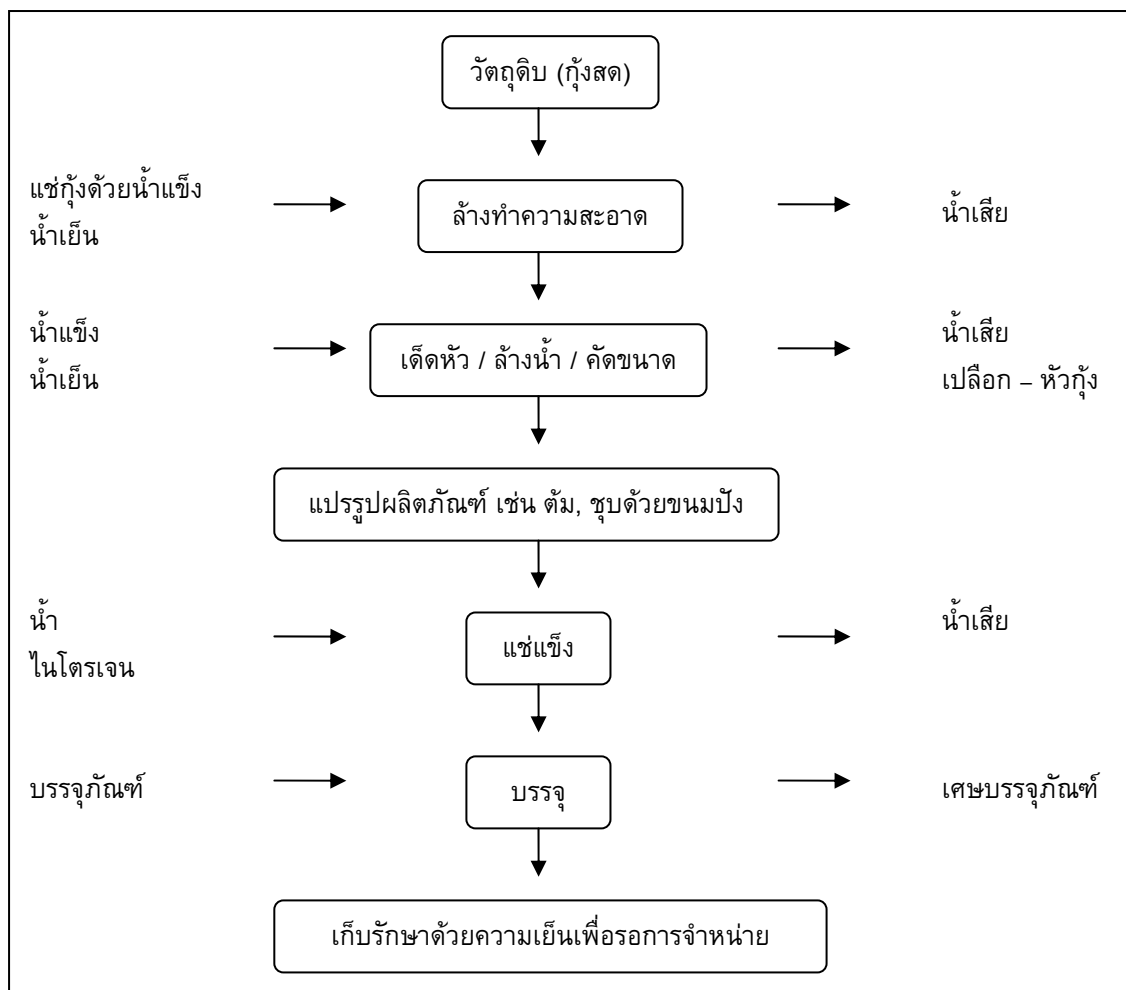 วัตถุดิบ (กุ้งสด)
แช่กุ้งด้วยน้ำแข็ง
น้ำเย็น
ล้างทำความสะอาด
น้ำเสีย
น้ำแข็ง
น้ำเย็น
เด็ดหัว / ล้างน้ำ / คัดขนาด
น้ำเสีย
เปลือก – หัวกุ้ง
แปรรูปผลิตภัณฑ์ เช่น ต้ม, ชุบด้วยขนมปัง
น้ำ
ไนโตรเจน
แช่แข็ง
น้ำเสีย
บรรจุภัณฑ์
บรรจุ
เศษบรรจุภัณฑ์
เก็บรักษาด้วยความเย็นเพื่อรอการจำหน่าย